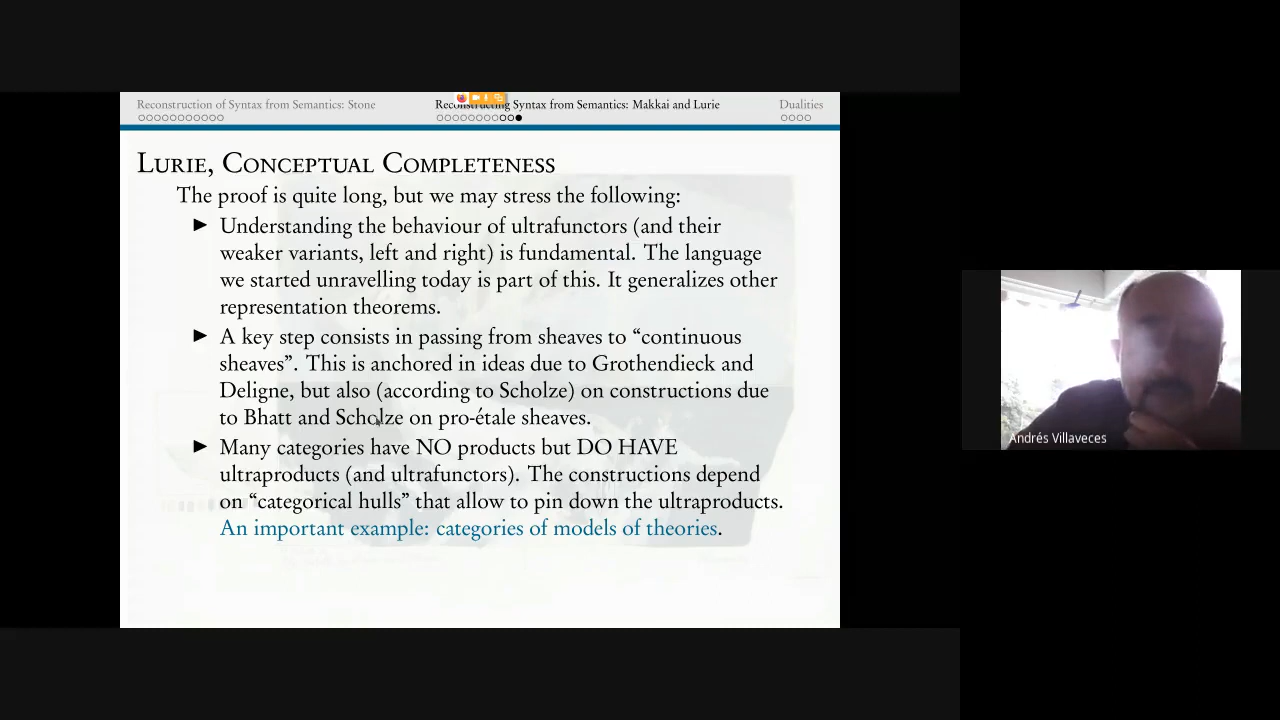 Reconstruction of Syntax from Semantics: Stone
Reconstructing Syntax from Semantics: Makkai and Lurie
Dualities
LURIE, CONCEPTUAL COMPLETENESS
The proof is quite long, but we may stress the following:
Understanding the behaviour of ultrafunctors (and their
weaker variants, left and right) is fundamental. The language
we started unravelling today is part of this. It generalizes other
representation theorems.
A key step consists in passing from sheaves to “continuous
sheaves”. This is anchored in ideas due to Grothendieck and
Deligne, but also (according to Scholze) on constructions due
to Bhatt and Scholze on pro-étale sheaves.
Many categories have NO products but DO HAVE
ultraproducts (and ultrafunctors). The constructions depend
on “categorical hulls” that allow to pin down the ultraproducts.
An important example: categories of models of theories.
Andrés Villaveces